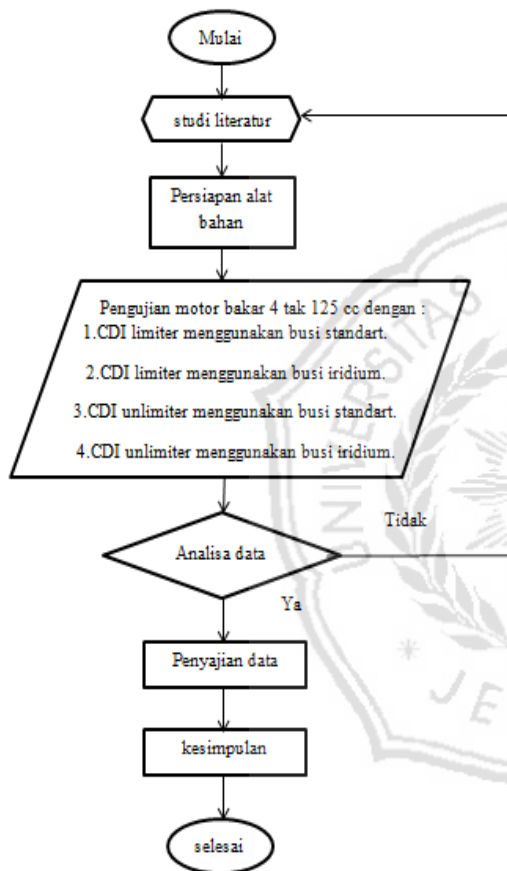 Mulai
studi literatur
Persiapan alat
bahan
Pengujian motor bakar 4 tak 125 cc dengan :
1.CDI limiter menggunakan busi standart.
2.CDI limiter menggunakan busi iridium.
3.CDI unlimiter menggunakan busi standart.
4.CDI unlimiter menggunakan busi iridium.
Tidak
Analisa data
Ya
Penyajian data
kesimpulan
selesai
UNIVERSITAS
JE